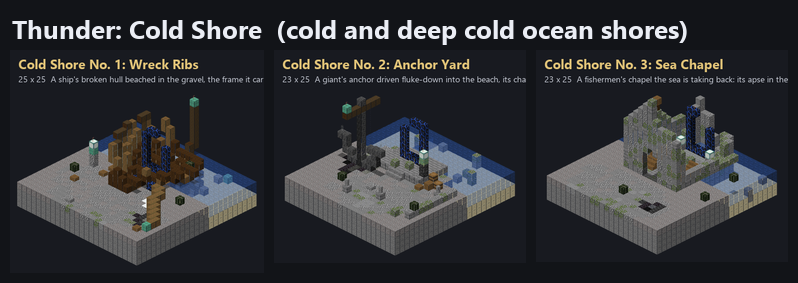 Thunder: Cold Shore (cold and deep cold ocean shores)
Cold Shore No. 1: Wreck Ribs
25 x 25 A ship's broken hull beached in the gravel, the frame it car
Cold Shore No. 2: Anchor Yard
23 x 25 A giant's anchor driven fluke-down into the beach, its cha
Cold Shore No. 3: Sea Chapel
23 x 25 A fishermen's chapel the sea is taking back: its apse in the